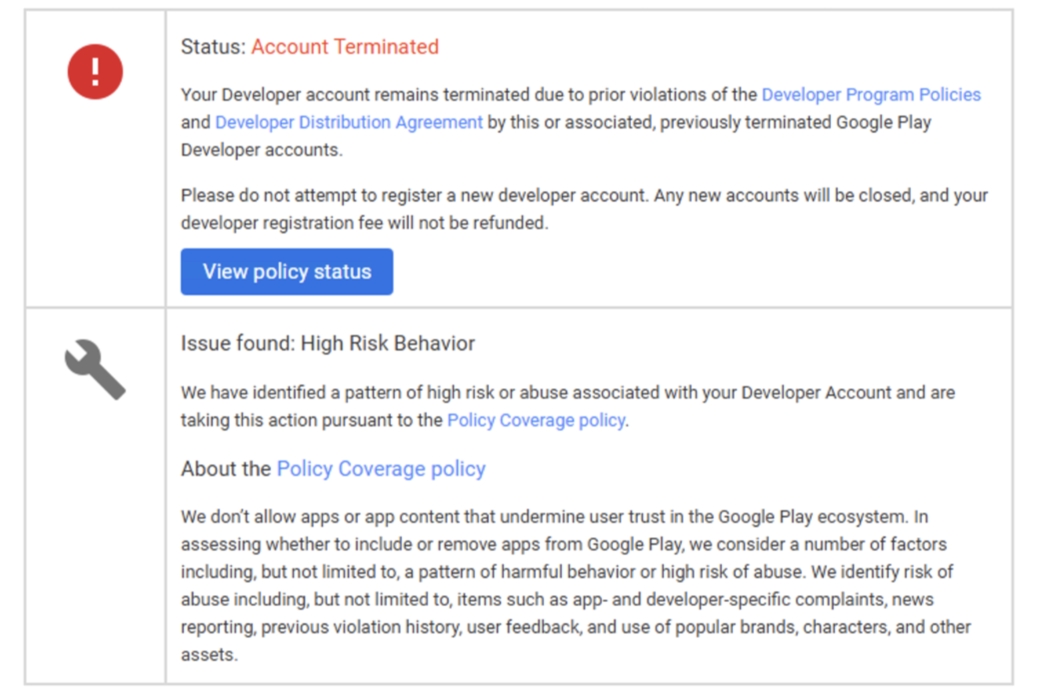 Status: Account Terminated
Your Developer account remains terminated due to prior violations of the Developer Program Policies
and Developer Distribution Agreement by this or associated, previously terminated Google Play
Developer accounts.
Please do not attempt to register a new developer account. Any new accounts will be closed, and your
developer registration fee will not be refunded.
View policy status
Issue found: High Risk Behavior
We have identified a pattern of high risk or abuse associated with your Developer Account and are
taking this action pursuant to the Policy Coverage policy.
About the Policy Coverage policy
We don't allow apps or app content that undermine user trust in the Google Play ecosystem. In
assessing whether to include or remove apps from Google Play, we consider a number of factors
including, but not limited to, a pattern of harmful behavior or high risk of abuse. We identify risk of
abuse including, but not limited to, items such as app- and developer-specific complaints, news
reporting, previous violation history, user feedback, and use of popular brands, characters, and other
assets.